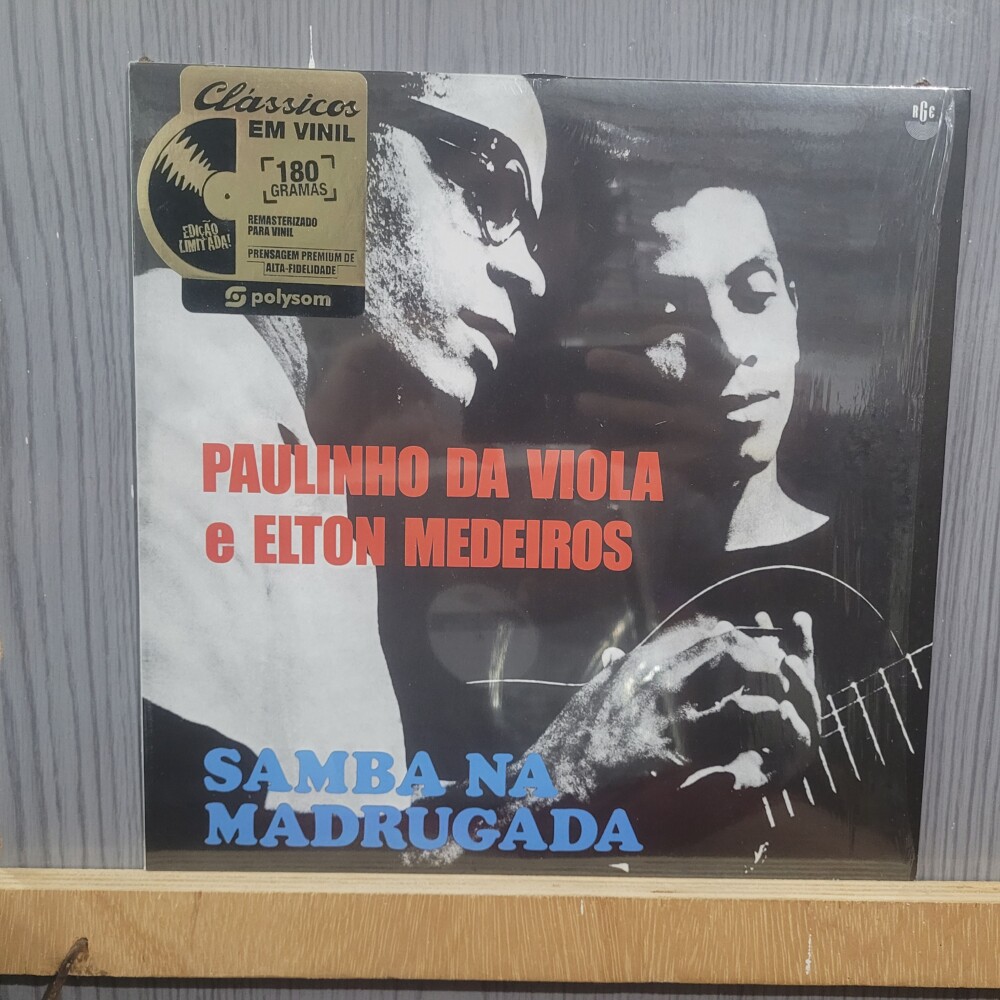 Clássicos
EM VINIL
180
GRAMAS
REMASTERIZADO
PARA VINIL
EDIÇÃO
LIMITADA!
PRENSAGEM PREMIUM DE
ALTA-FIDELIDADE
polysom
RGE
PAULINHO DA VIOLA
e ELTON MEDEIROS
SAMBA NA
MADRUGADA